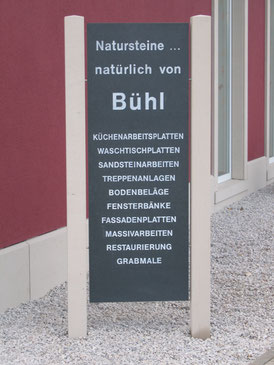 Natursteine ...
natürlich von
Bühl
KÜCHENARBEITSPLATTEN
WASCHTISCHPLATTEN
SANDSTEINARBEITEN
TREPPENANLAGEN
BODENBELÄGE
FENSTERBÄNKE
FASSADENPLATTEN
MASSIVARBEITEN
RESTAURIERUNG
GRABMALE